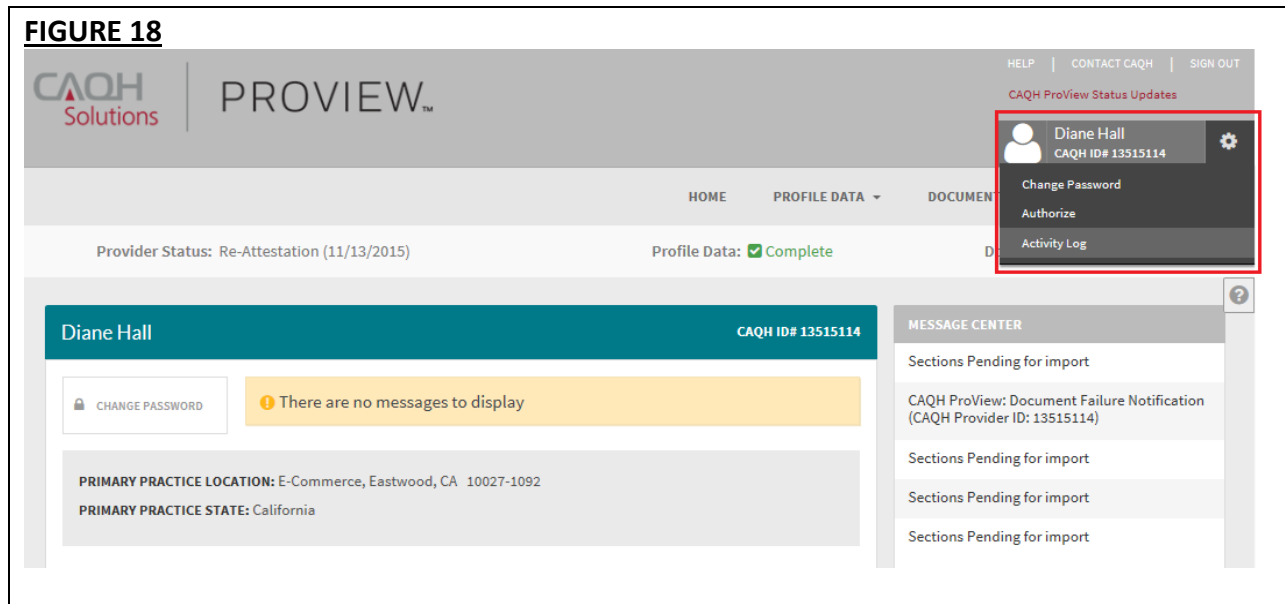 FIGURE 18
CAQH
Solutions
PROVIEW™
HELP | CONTACT CAQH | SIGN OUT
CAQH ProView Status Updates
Diane Hall
CAQH ID# 13515114
Change Password
Authorize
Activity Log
HOME PROFILE DATA DOCUMENT
Provider Status: Re-Attestation (11/13/2015) Profile Data: Complete D
Diane Hall CAQH ID# 13515114
CHANGE PASSWORD
There are no messages to display
PRIMARY PRACTICE LOCATION: E-Commerce, Eastwood, CA 10027-1092
PRIMARY PRACTICE STATE: California
MESSAGE CENTER
Sections Pending for import
CAQH ProView: Document Failure Notification
(CAQH Provider ID: 13515114)
Sections Pending for import
Sections Pending for import
Sections Pending for import